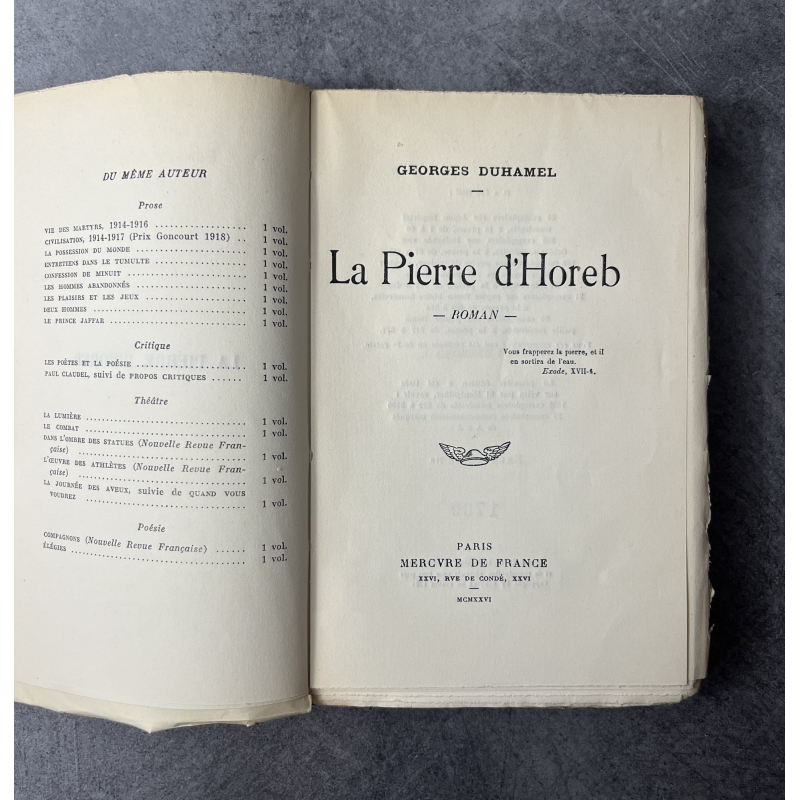 DU MÊME AUTEUR
Prose
VIE DES MARTYRS, 1914-1916 .................... 1 vol.
CIVILISATION, 1914-1917 (Prix Goncourt 1918) .. 1 vol.
LA POSSESSION DU MONDE .................... 1 vol.
ENTRETIENS DANS LE TUMULTE .................... 1 vol.
CONFESSION DE MINUIT .................... 1 vol.
LES HOMMES ABANDONNÉS .................... 1 vol.
LES PLAISIRS ET LES JEUX .................... 1 vol.
DEUX HOMMES .................... 1 vol.
LE PRINCE JAFFAR .................... 1 vol.
Critique
LES POÈTES ET LA POÉSIE .................... 1 vol.
PAUL CLAUDEL, suivi de PROPOS CRITIQUES ...... 1 vol.
Théâtre
LA LUMIÈRE .................... 1 vol.
LE COMBAT .................... 1 vol.
DANS L'OMBRE DES STATUES (Nouvelle Revue Fran-
çaise) .................... 1 vol.
L'ŒUVRE DES ATHLÈTES (Nouvelle Revue Fran-
çaise) .................... 1 vol.
LA JOURNÉE DES AVEUX, suivie de QUAND VOUS
VOUDREZ .................... 1 vol.
Poésie
COMPAGNONS (Nouvelle Revue Française) ...... 1 vol.
ÉLÉGIES .................... 1 vol.
GEORGES DUHAMEL
La Pierre d'Horeb
— ROMAN —
Vous frapperez la pierre, et il
en sortira de l'eau.
Exode, XVII-6.
PARIS
MERCVRE DE FRANCE
XXVI, RVE DE CONDÉ, XXVI
MCMXXVI